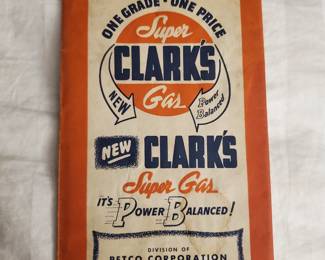 ONE GRADE • ONE PRICE
Super
CLARK'S
Gas
NEW
Power
Balanced
NEW CLARK'S
Super Gas
IT'S POWER BALANCED!
DIVISION OF
PETCO CORPORATION